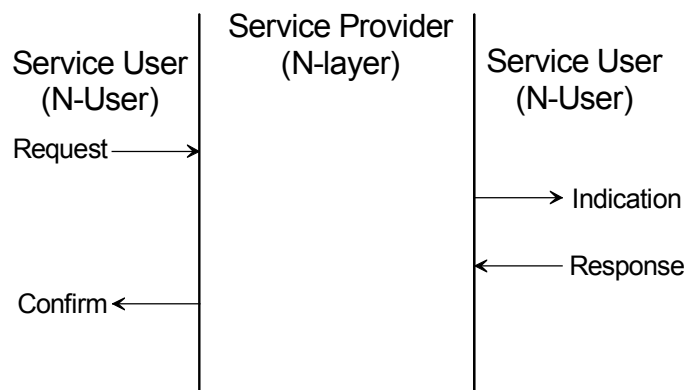 Service Provider
(N-layer)
Service User
(N-User)
Service User
(N-User)
Request
Indication
Response
Confirm